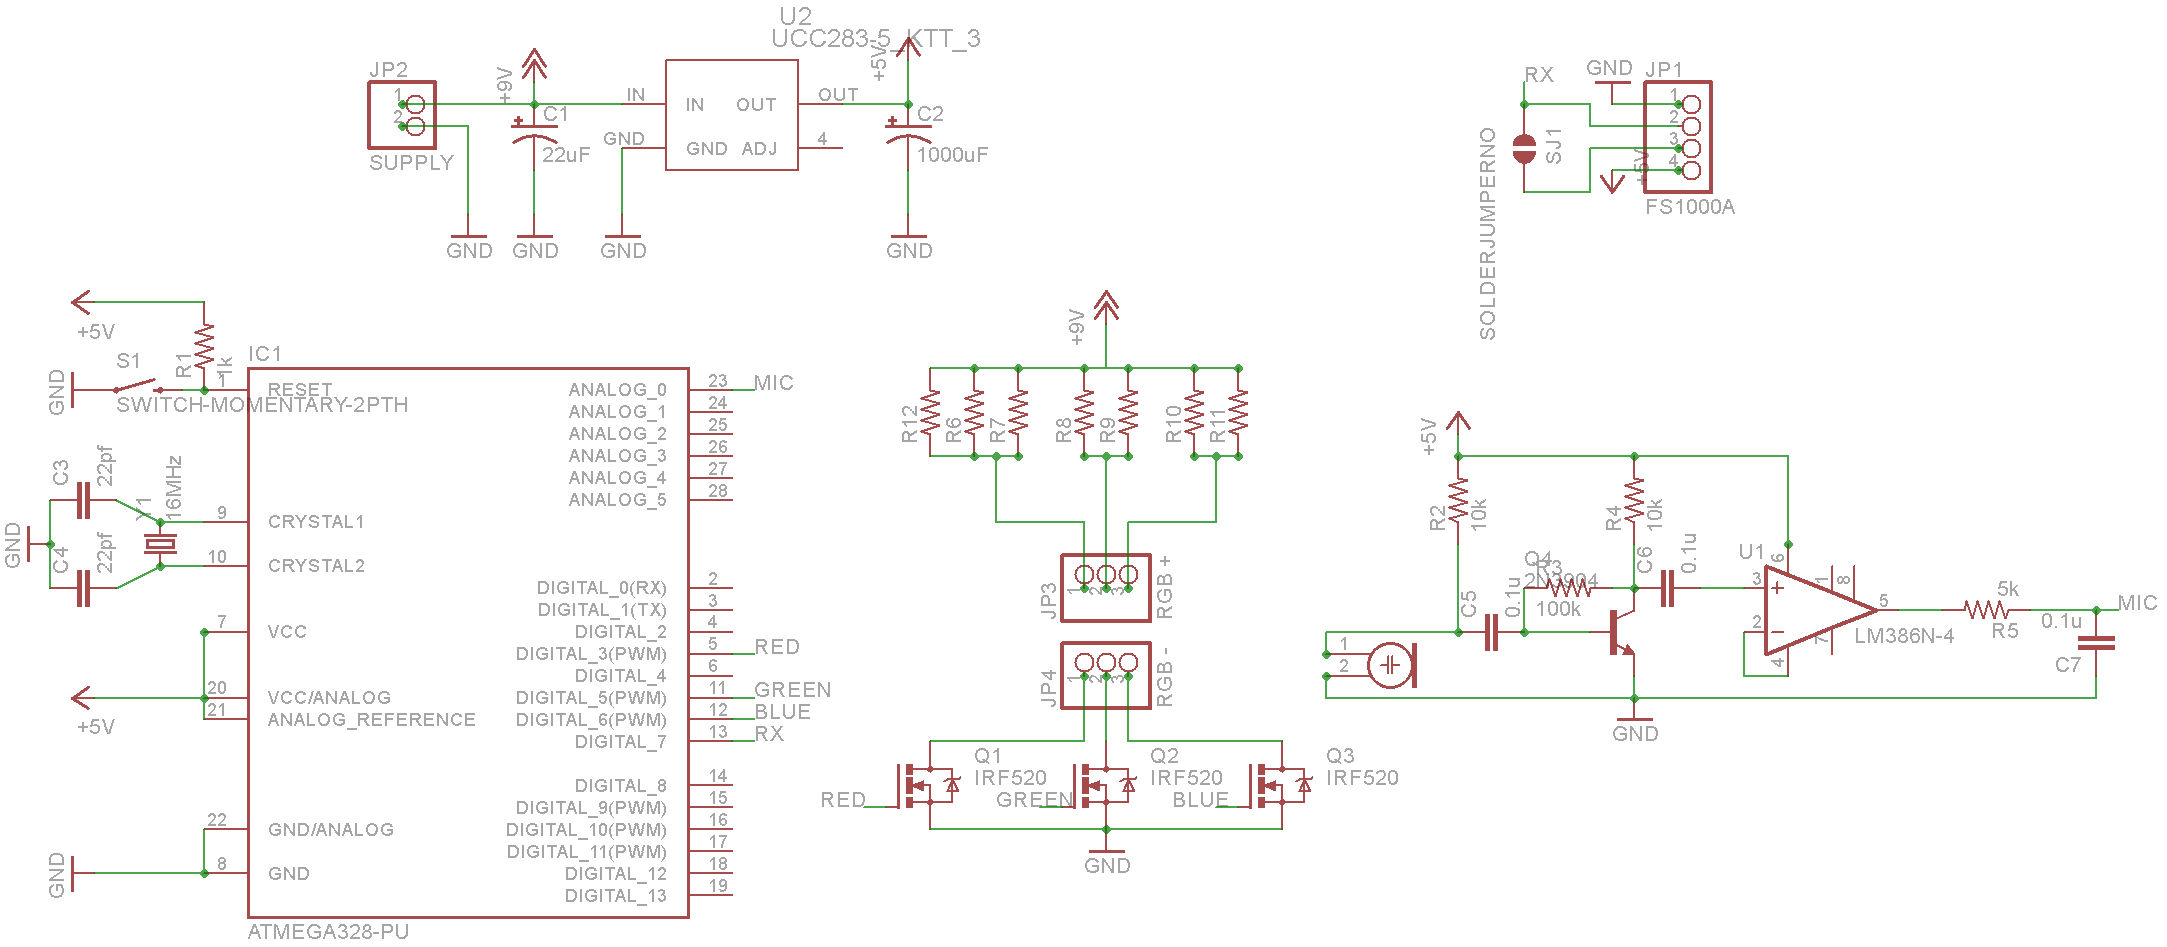 U2
UCC283-5_KTT_3
JP2
1
2
SUPPLY
+9V
C1
22uF
IN
GND
IN
OUT
GND
ADJ
OUT
4
+5V
C2
1000uF
GND
GND
GND
GND
RX
GND
JP1
1
2
3
4
SJ1
+5V
FS1000A
SOLDERJUMPERNO
+5V
S1
R1
1k
GND
SWITCH-MOMENTARY-2PTH
IC1
1
RESET
ANALOG_0
23
MIC
ANALOG_1
24
ANALOG_2
25
ANALOG_3
26
ANALOG_4
27
ANALOG_5
28
C3
22pf
Y1
16MHz
GND
C4
22pf
9
CRYSTAL1
10
CRYSTAL2
DIGITAL_0(RX)
2
DIGITAL_1(TX)
3
7
VCC
DIGITAL_2
4
DIGITAL_3(PWM)
5
RED
DIGITAL_4
6
20
VCC/ANALOG
DIGITAL_5(PWM)
11
GREEN
+5V
21
ANALOG_REFERENCE
DIGITAL_6(PWM)
12
BLUE
DIGITAL_7
13
RX
DIGITAL_8
14
DIGITAL_9(PWM)
15
22
GND/ANALOG
DIGITAL_10(PWM)
16
DIGITAL_11(PWM)
17
GND
8
GND
DIGITAL_12
18
DIGITAL_13
19
ATMEGA328-PU
+9V
R12
R6
R7
R8
R9
R10
R11
JP3
1
2
3
RGB +
JP4
1
2
3
RGB -
Q1
IRF520
RED
Q2
IRF520
GREEN
Q3
IRF520
BLUE
GND
+5V
R2
10k
R4
10k
C5
0.1u
Q4
2N3904
R3
100k
C6
0.1u
U1
3
2
6
1
8
7
4
5
LM386N-4
5k
R5
MIC
0.1u
C7
1
2
GND